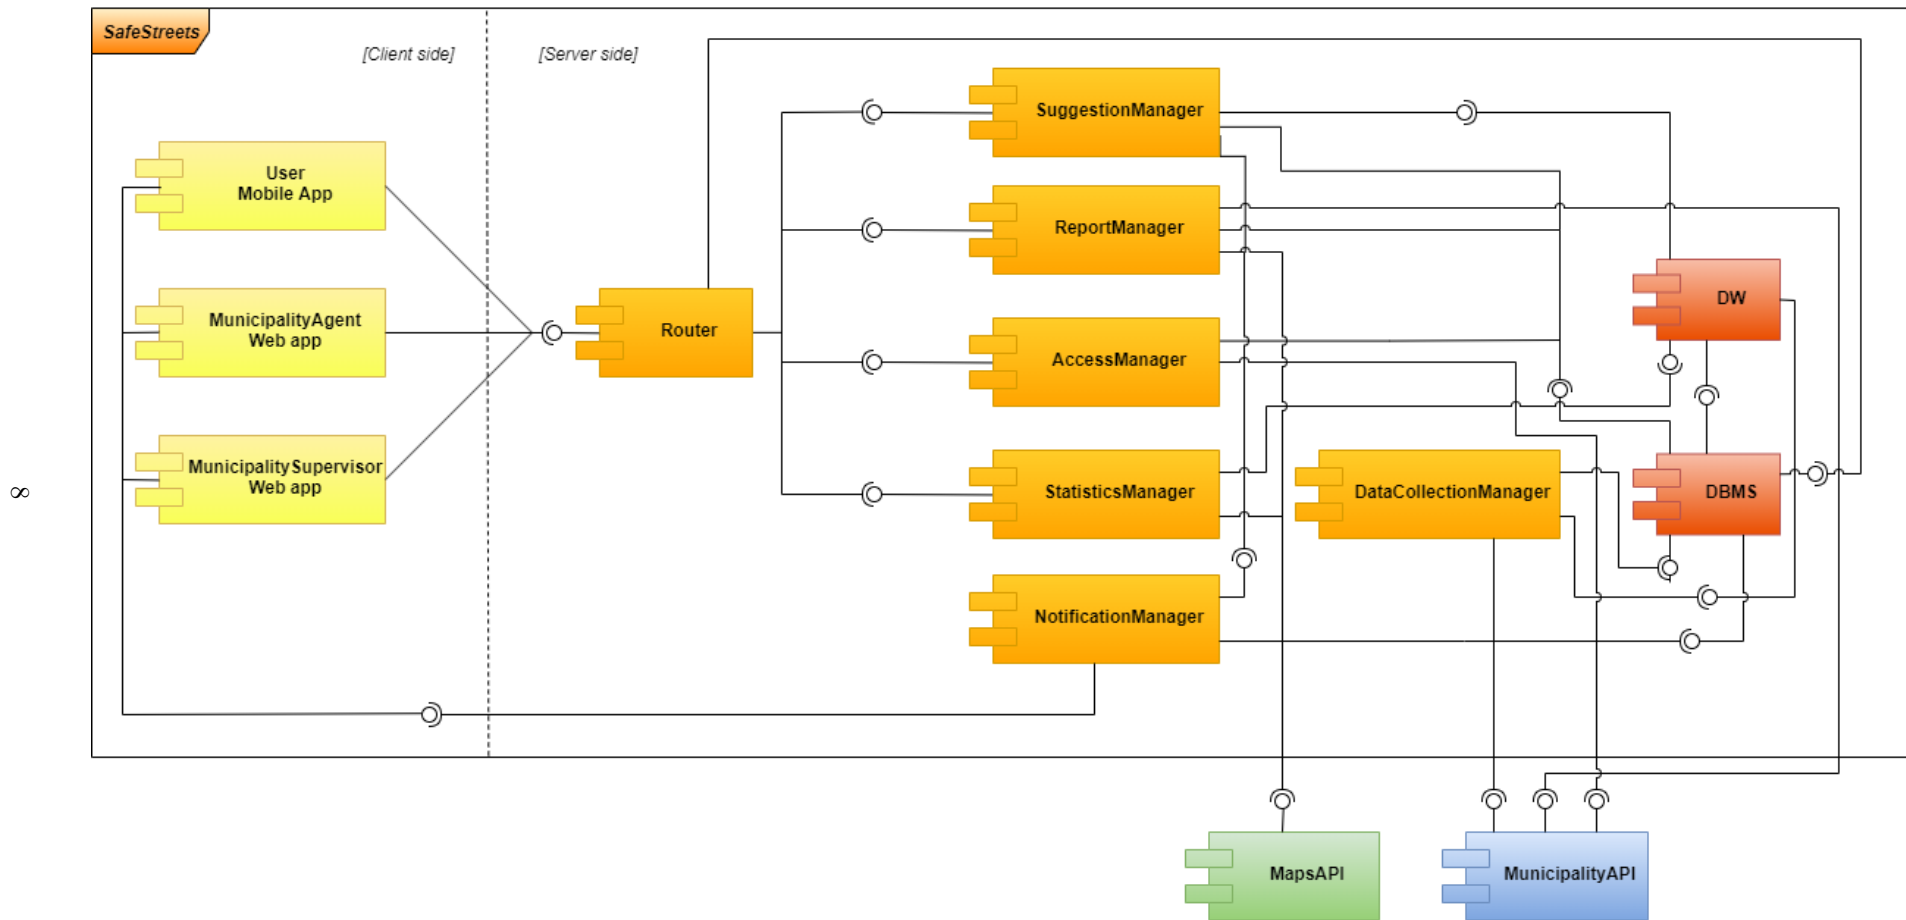 SafeStreets
[Client side]
[Server side]
SuggestionManager
User
Mobile App
ReportManager
DW
MunicipalityAgent
Web app
Router
AccessManager
MunicipalitySupervisor
Web app
StatisticsManager
DataCollectionManager
DBMS
8
NotificationManager
MapsAPI
MunicipalityAPI